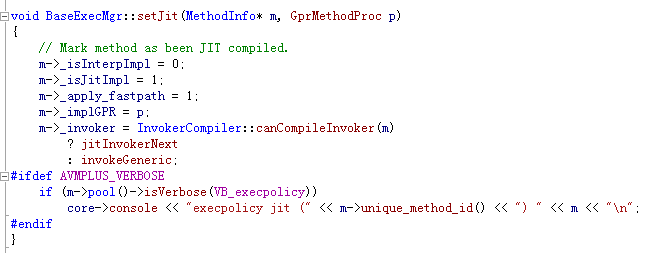 void BaseExecMgr::setJit(MethodInfo* m, GprMethodProc p)
{
    // Mark method as been JIT compiled.
    m->_isInterpImpl = 0;
    m->_isJitImpl = 1;
    m->_apply_fastpath = 1;
    m->_implGPR = p;
    m->_invoker = InvokerCompiler::canCompileInvoker(m)
        ? jitInvokerNext
        : invokeGeneric;
#ifdef AVMPLUS_VERBOSE
    if (m->pool()->isVerbose(VB_execpolicy))
        core->console << "execpolicy jit (" << m->unique_method_id() << ") " << m << "\n";
#endif
}